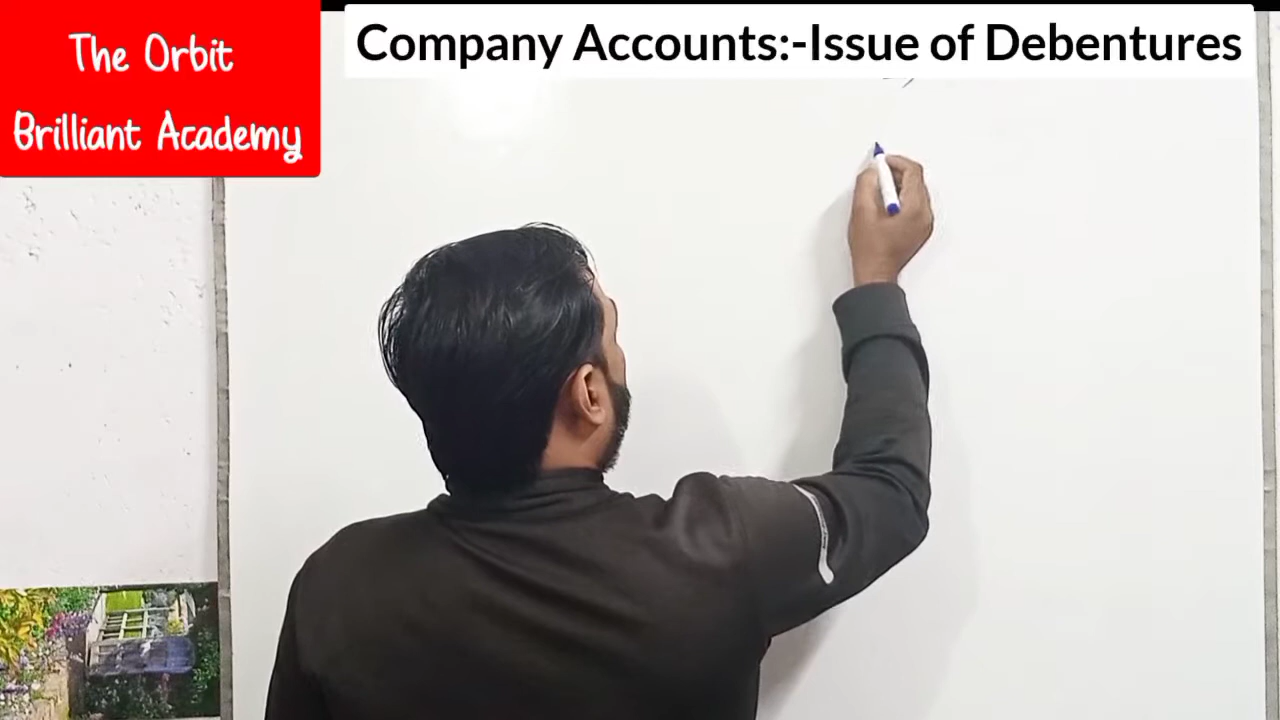 The Orbit
Brilliant Academy
Company Accounts:-Issue of Debentures